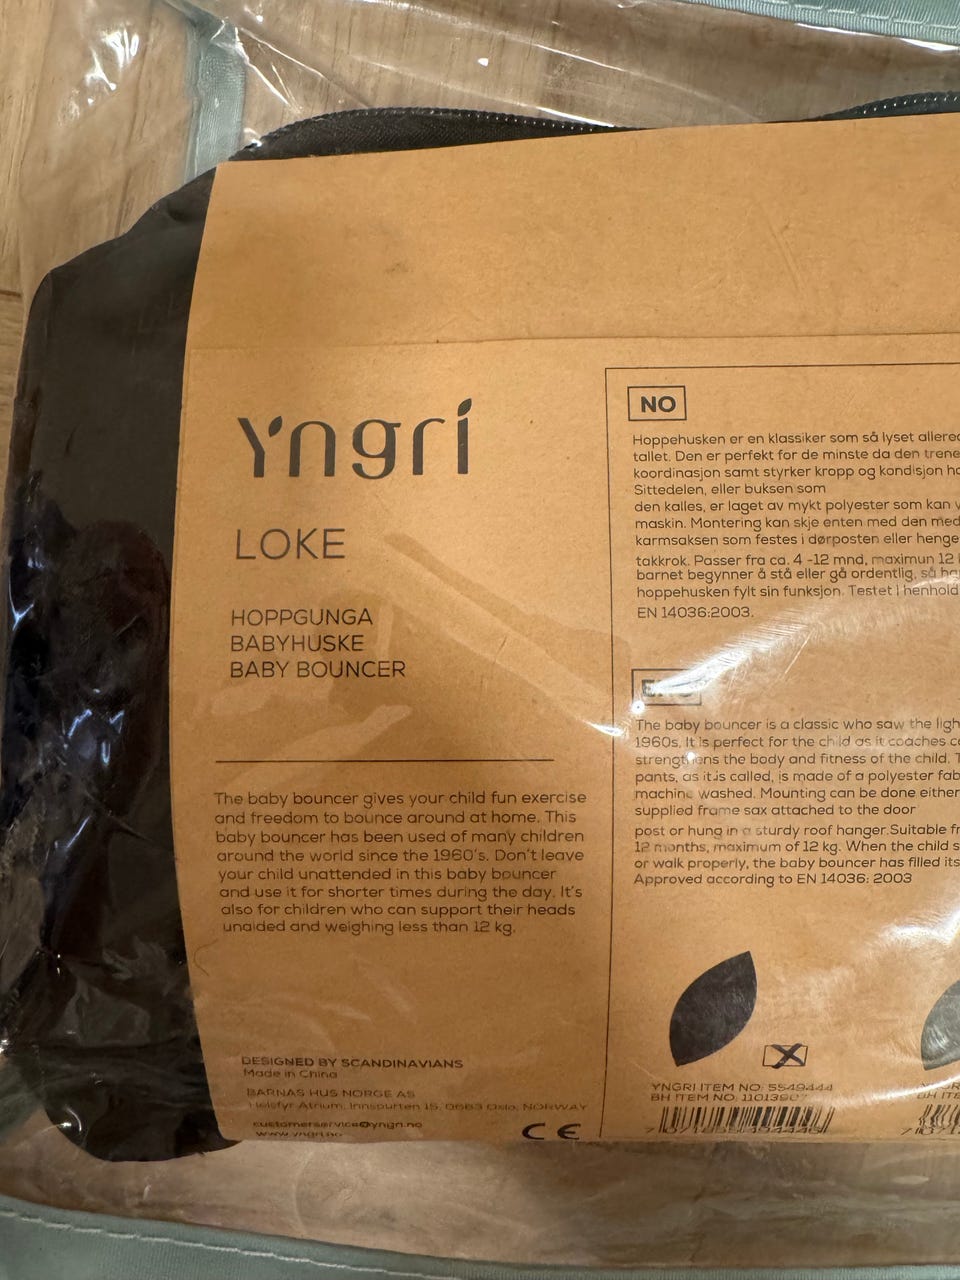 Yngri
LOKE
HOPPGUNGA
BABYHUSKE
BABY BOUNCER
The baby bouncer gives your child fun exercise
and freedom to bounce around at home. This
baby bouncer has been used of many children
around the world since the 1960's. Don't leave
your child unattended in this baby bouncer
and use it for shorter times during the day. It's
also for children who can support their heads
unaided and weighing less than 12 kg.
DESIGNED BY SCANDINAVIANS
Made in China
BARNAS HUS NORGE AS
Helsfyr Atrium, Innspurten 15, 0663 Oslo, NORWAY
customerservice@yngri.no
www.yngri.no
CE
NO
Hoppehusken er en klassiker som så lyset
tallet. Den er perfekt for de minste da den
koordinasjon samt styrker kropp og kondisjon
Sittedelen, eller buksen som
den kalles, er laget av mykt polyester som kan
maskin. Montering kan skje enten med den
karmsaksen som festes i dørposten eller
takkrok. Passer fra ca. 4 -12 mnd, maximun 12
barnet begynner å stå eller gå ordentlig, så
hoppehusken fylt sin funksjon. Testet i henhold
EN 14036:2003.
The baby bouncer is a classic who saw the
1960s. It is perfect for the child as it coaches
strengthens the body and fitness of the child.
pants, as it is called, is made of a polyester
machine washed. Mounting can be done either
supplied frame sax attached to the door
post or hung in a sturdy roof hanger.Suitable
12 months, maximum of 12 kg. When the child
or walk properly, the baby bouncer has filled its
Approved according to EN 14036: 2003
YNGRI ITEM NO: 5549444
BH ITEM NO: